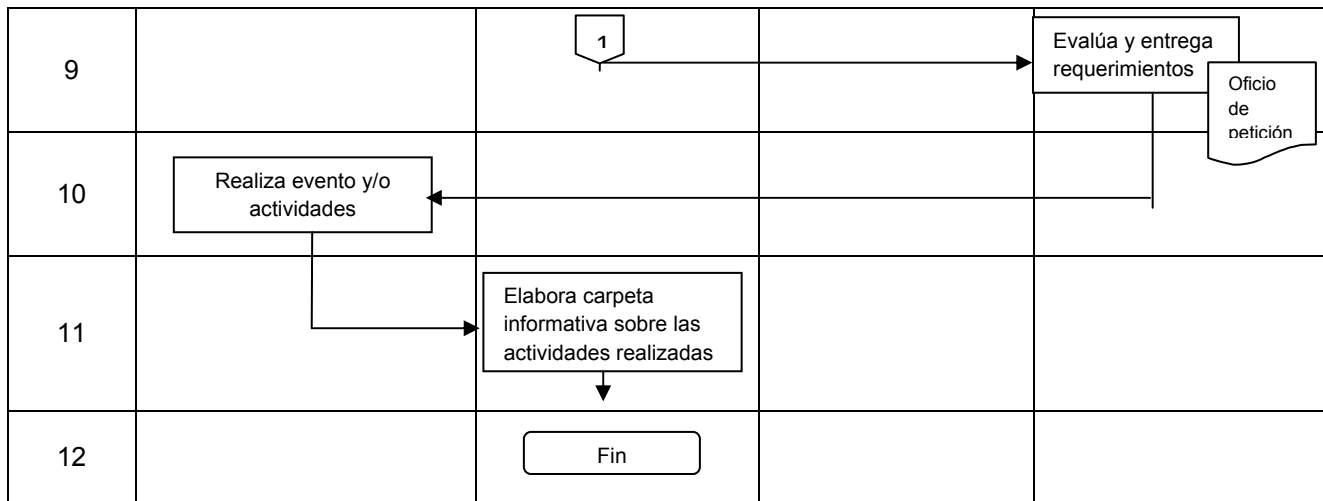 9
1
Evalúa y entrega
requerimientos
Oficio
de
petición
10
Realiza evento y/o
actividades
11
Elabora carpeta
informativa sobre las
actividades realizadas
12
Fin